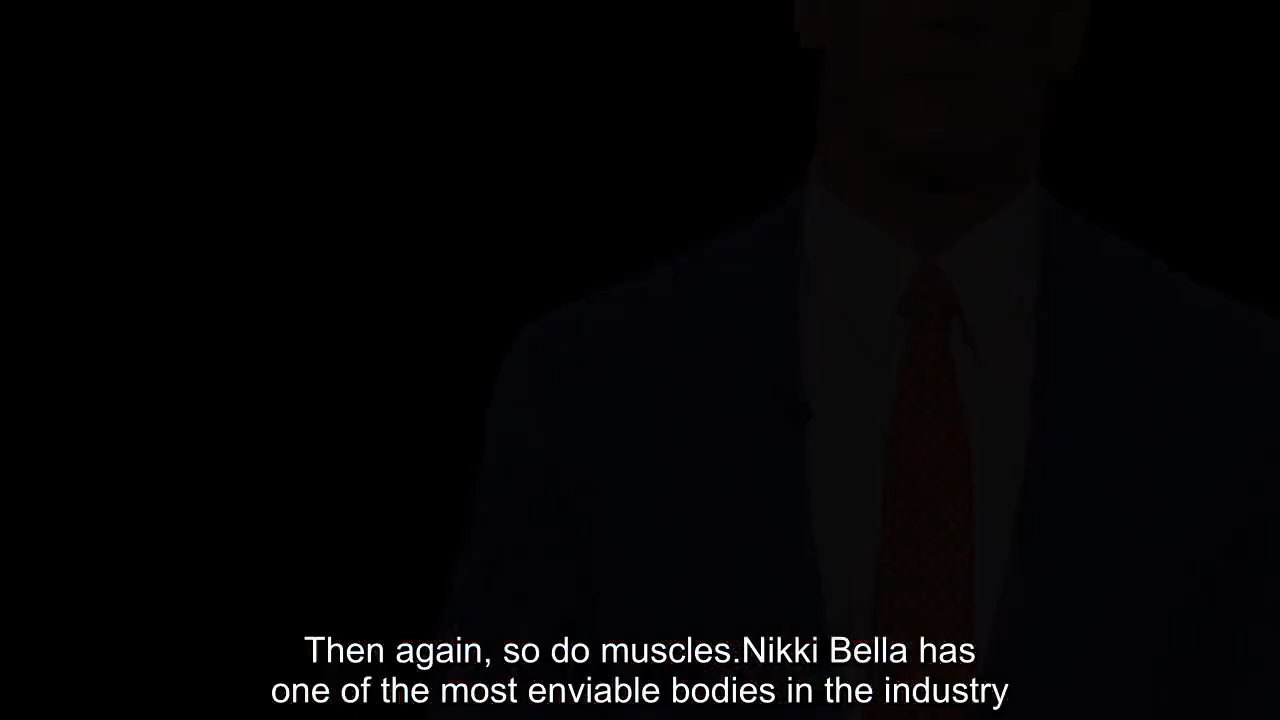 Then again, so do muscles.Nikki Bella has
one of the most enviable bodies in the industry